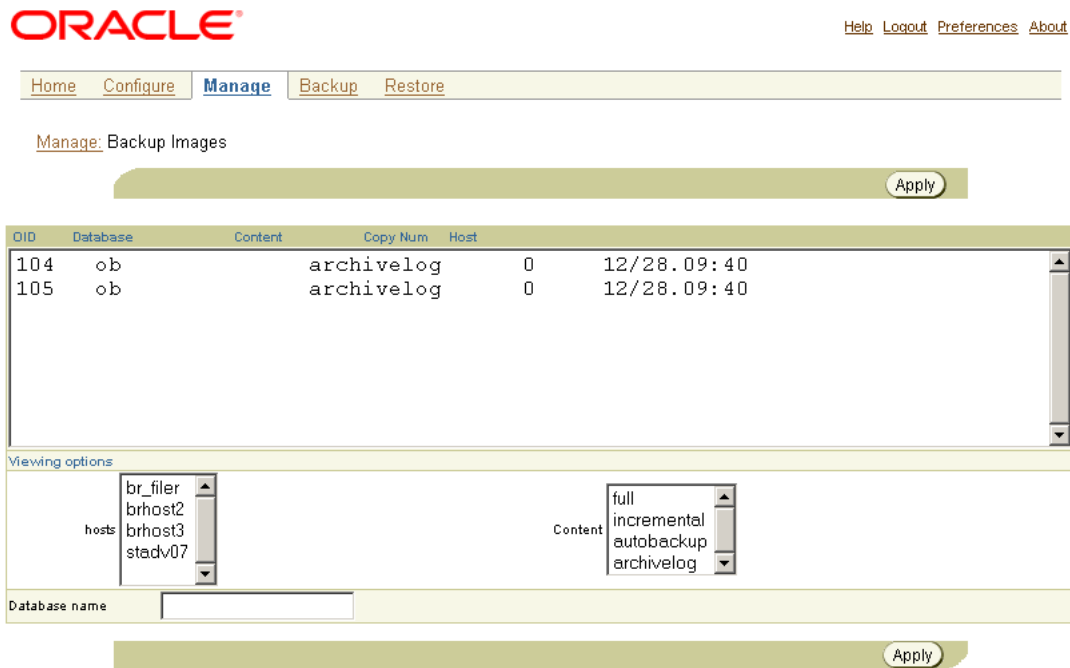 ORACLE
Help Logout Preferences About
Home Configure Manage Backup Restore
Manage: Backup Images
Apply
OID Database Content Copy Num Host
104 ob archivelog 0 12/28.09:40
105 ob archivelog 0 12/28.09:40
Viewing options
hosts
br_filer
brhost2
brhost3
stadv07
Content
full
incremental
autobackup
archivelog
Database name
Apply